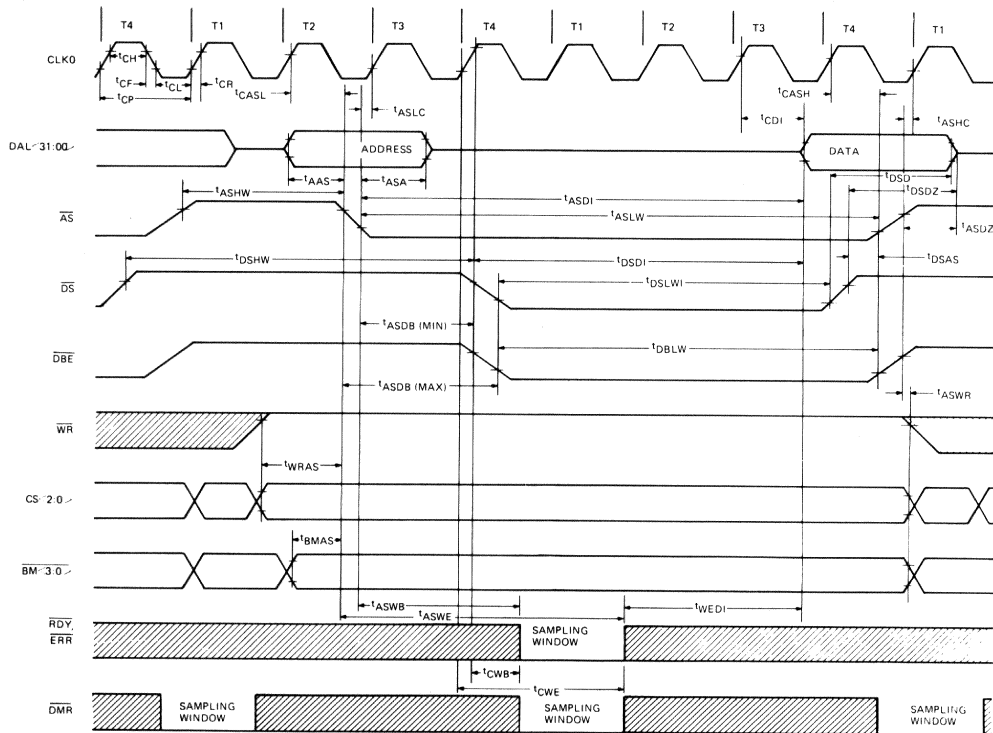 T4 T1 T2 T3 T4 T1 T2 T3 T4 T1
CLK0
tCH
tCF tCL tCR
tCP
tCASL
tASLC
tCASH
tCDI
tASHC
DAL 31:00
ADDRESS
DATA
tAAS tASA
tDSD
tDSDZ
tASHW
tASDI
AS
tASLW
tASDZ
tDSHW
tDSDI
tDSAS
DS
tDSLWI
tASDB (MIN)
DBE
tDBLW
tASDB (MAX)
tASWR
WR
tWRAS
CS 2:0
tBMAS
BM 3:0
tASWB
tASWE
tWEDI
RDY,
ERR
SAMPLING
WINDOW
tCWB
tCWE
DMR
SAMPLING
WINDOW
SAMPLING
WINDOW
SAMPLING
WINDOW